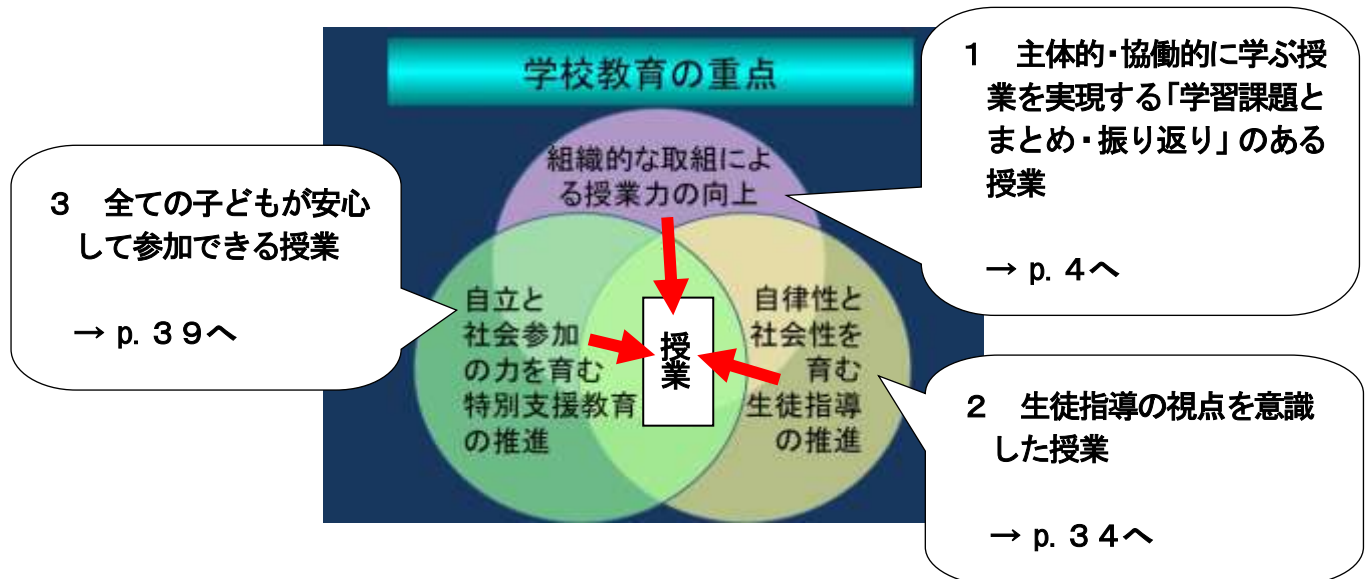 学校教育の重点
組織的な取組によ
る授業力の向上
自立と
社会参加
の力を育む
特別支援教育
の推進
自律性と
社会性を
育む
生徒指導
の推進
授業
1 主体的・協働的に学ぶ授
業を実現する「学習課題と
まとめ・振り返り」のある
授業
→ p. 4へ
2 生徒指導の視点を意識
した授業
→ p. 34へ
3 全ての子どもが安心
して参加できる授業
→ p. 39へ